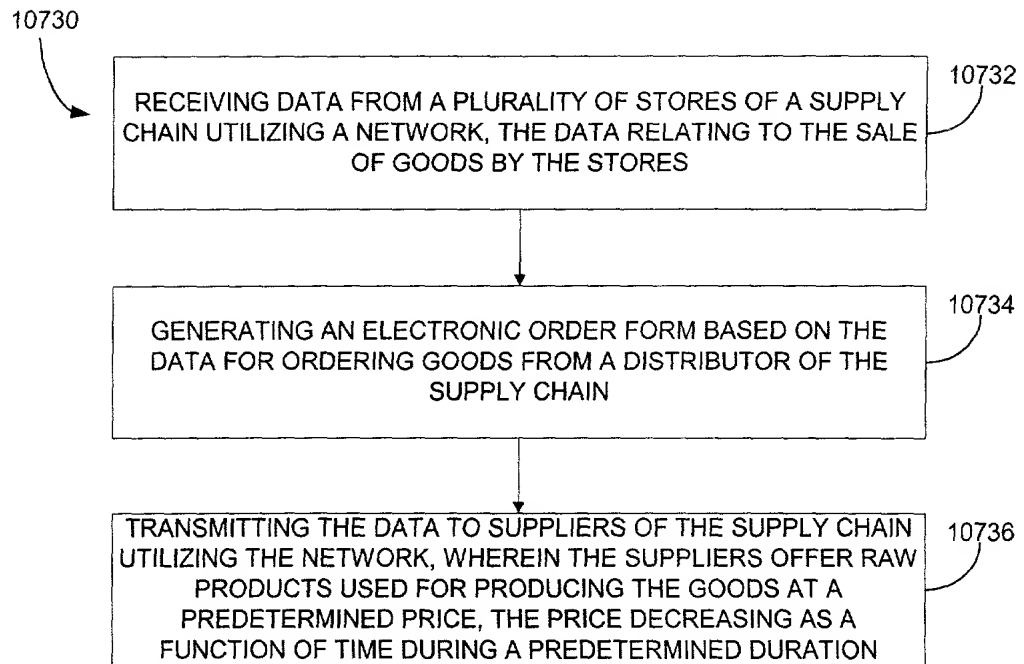 10730
10732
RECEIVING DATA FROM A PLURALITY OF STORES OF A SUPPLY
CHAIN UTILIZING A NETWORK, THE DATA RELATING TO THE SALE
OF GOODS BY THE STORES
10734
GENERATING AN ELECTRONIC ORDER FORM BASED ON THE
DATA FOR ORDERING GOODS FROM A DISTRIBUTOR OF THE
SUPPLY CHAIN
10736
TRANSMITTING THE DATA TO SUPPLIERS OF THE SUPPLY CHAIN
UTILIZING THE NETWORK, WHEREIN THE SUPPLIERS OFFER RAW
PRODUCTS USED FOR PRODUCING THE GOODS AT A
PREDETERMINED PRICE, THE PRICE DECREASING AS A
FUNCTION OF TIME DURING A PREDETERMINED DURATION